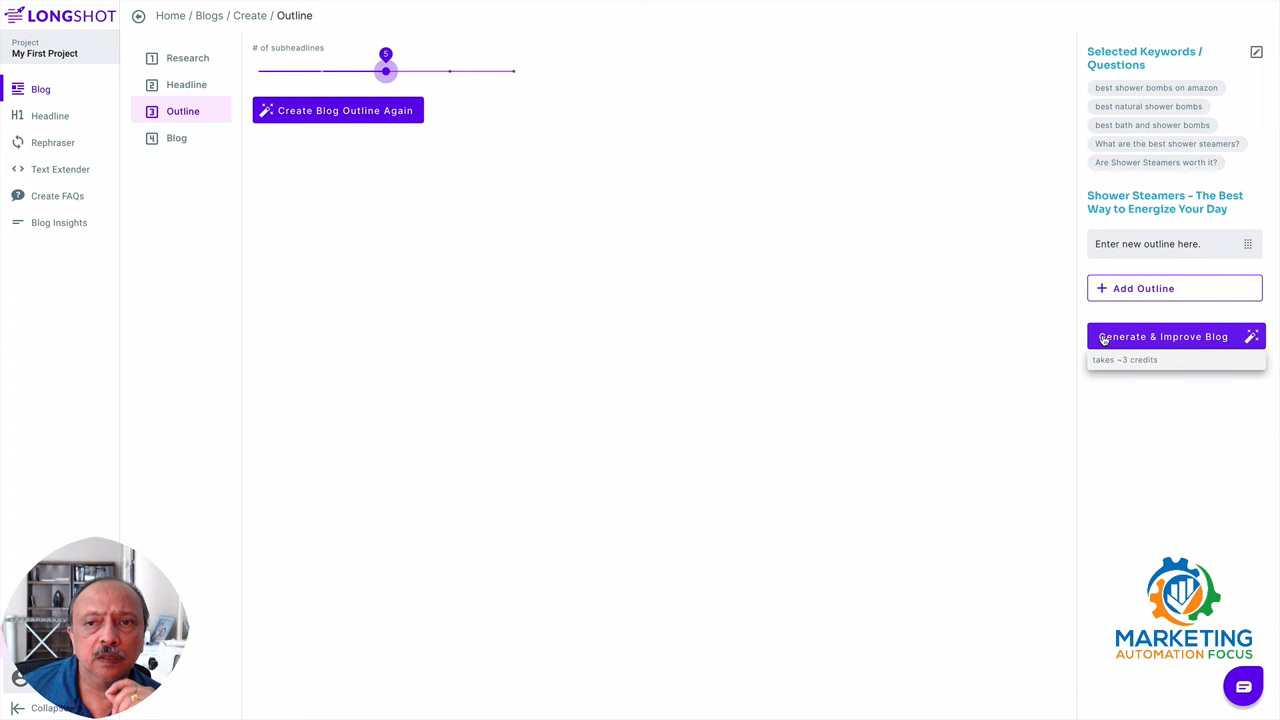 LONGSHOT
Home / Blogs / Create / Outline
Project
My First Project
Blog
H1 Headline
Rephraser
Text Extender
Create FAQs
Blog Insights
1 Research
2 Headline
3 Outline
4 Blog
# of subheadlines
5
Create Blog Outline Again
Selected Keywords /
Questions
best shower bombs on amazon
best natural shower bombs
best bath and shower bombs
What are the best shower steamers?
Are Shower Steamers worth it?
Shower Steamers - The Best
Way to Energize Your Day
Enter new outline here.
+ Add Outline
Generate & Improve Blog
takes ~3 credits
MARKETING
AUTOMATION FOCUS